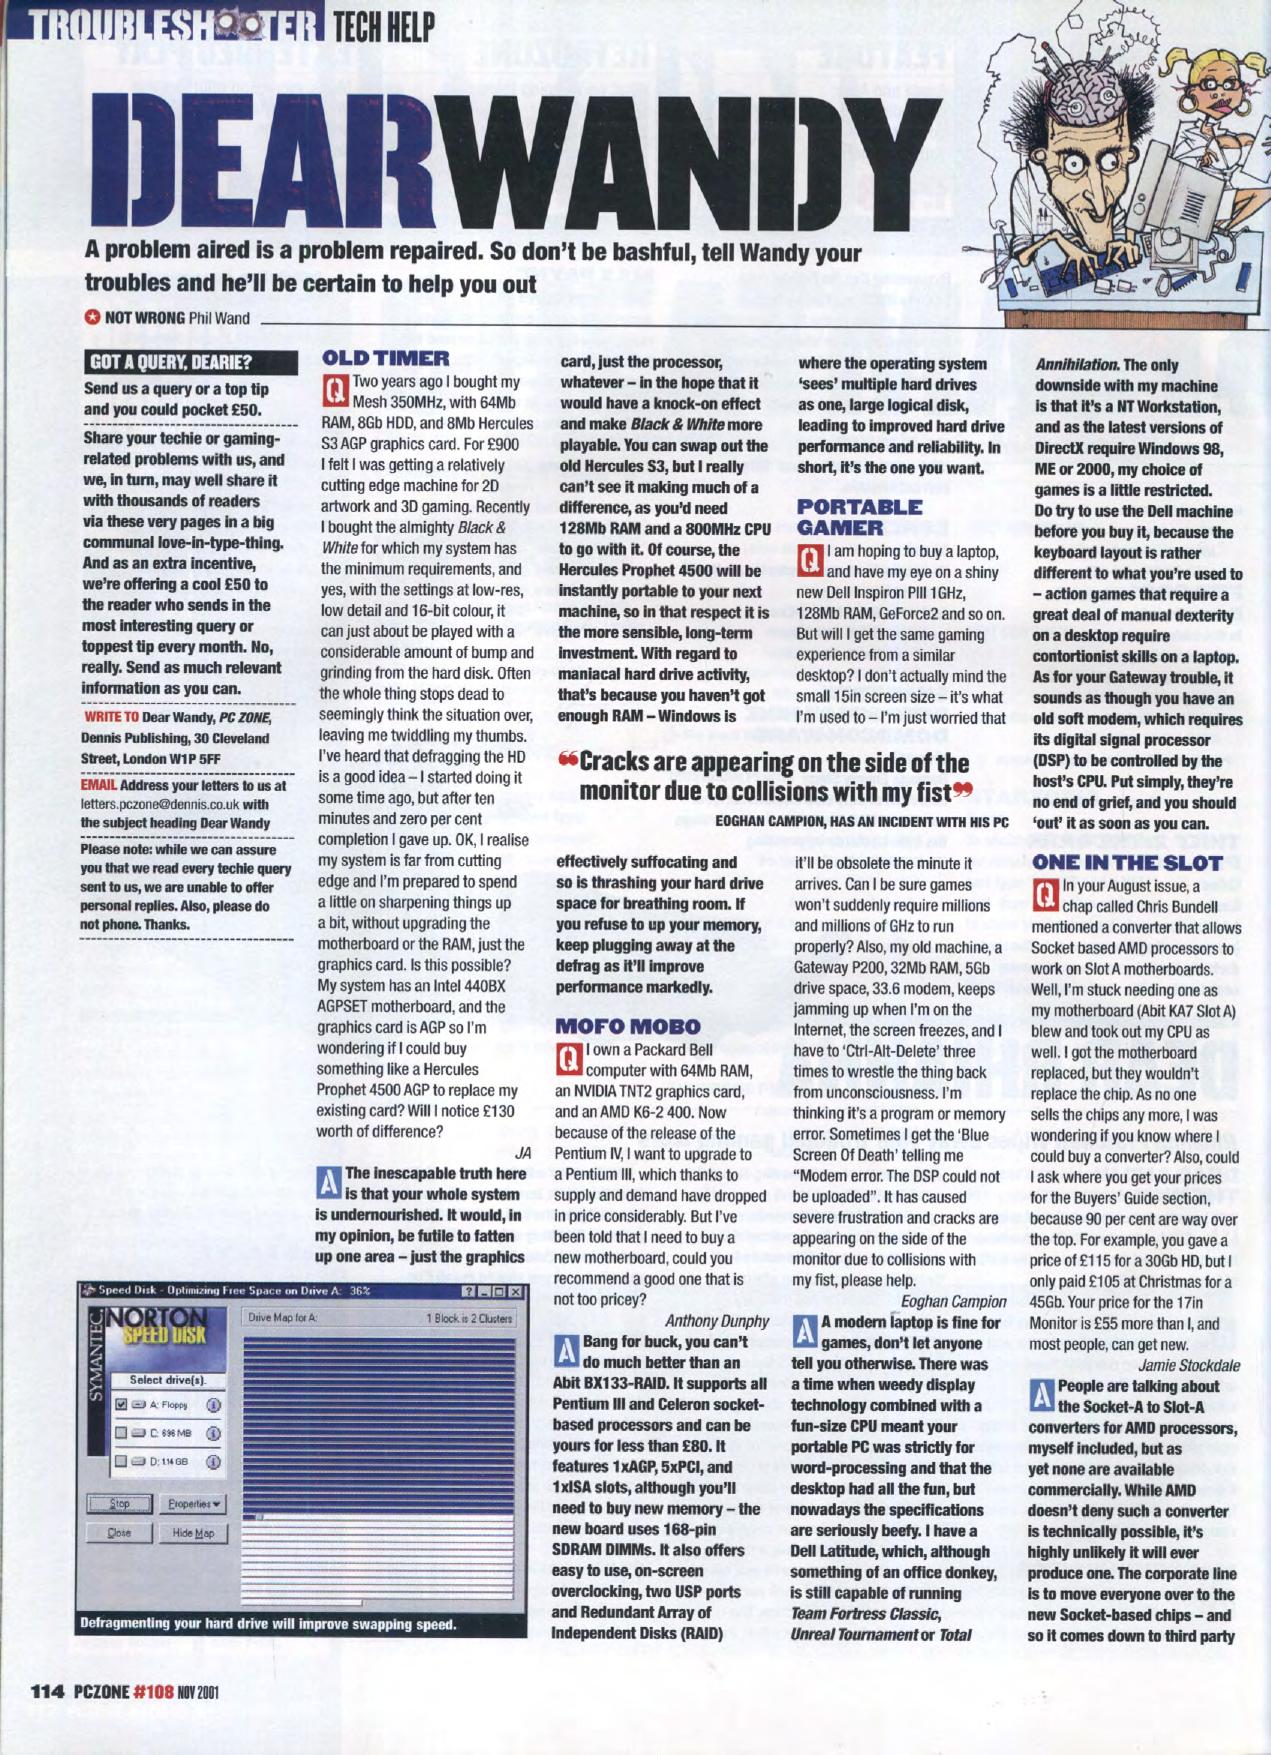 TROUBLESHOOTER TECH HELP
DEARWANDY
A problem aired is a problem repaired. So don't be bashful, tell Wandy your
troubles and he'll be certain to help you out
NOT WRONG Phil Wand
GOT A QUERY, DEARIE?
Send us a query or a top tip
and you could pocket £50.
Share your techie or gaming-
related problems with us, and
we, in turn, may well share it
with thousands of readers
via these very pages in a big
communal love-in-type-thing.
And as an extra incentive,
we're offering a cool £50 to
the reader who sends in the
most interesting query or
toppest tip every month. No,
really. Send as much relevant
information as you can.
WRITE TO Dear Wandy, PC ZONE,
Dennis Publishing, 30 Cleveland
Street, London W1P 5FF
EMAIL Address your letters to us at
letters.pczone@dennis.co.uk with
the subject heading Dear Wandy
Please note: while we can assure
you that we read every techie query
sent to us, we are unable to offer
personal replies. Also, please do
not phone. Thanks.
OLD TIMER
Q Two years ago I bought my
Mesh 350MHz, with 64Mb
RAM, 8Gb HDD, and 8Mb Hercules
S3 AGP graphics card. For £900
I felt I was getting a relatively
cutting edge machine for 2D
artwork and 3D gaming. Recently
I bought the almighty Black &
White for which my system has
the minimum requirements, and
yes, with the settings at low-res,
low detail and 16-bit colour, it
can just about be played with a
considerable amount of bump and
grinding from the hard disk. Often
the whole thing stops dead to
seemingly think the situation over,
leaving me twiddling my thumbs.
I've heard that defragging the HD
is a good idea – I started doing it
some time ago, but after ten
minutes and zero per cent
completion I gave up. OK, I realise
my system is far from cutting
edge and I'm prepared to spend
a little on sharpening things up
a bit, without upgrading the
motherboard or the RAM, just the
graphics card. Is this possible?
My system has an Intel 440BX
AGPSET motherboard, and the
graphics card is AGP so I'm
wondering if I could buy
something like a Hercules
Prophet 4500 AGP to replace my
existing card? Will I notice £130
worth of difference?
JA
A The inescapable truth here
is that your whole system
is undernourished. It would, in
my opinion, be futile to fatten
up one area – just the graphics
card, just the processor,
whatever – in the hope that it
would have a knock-on effect
and make Black & White more
playable. You can swap out the
old Hercules S3, but I really
can't see it making much of a
difference, as you'd need
128Mb RAM and a 800MHz CPU
to go with it. Of course, the
Hercules Prophet 4500 will be
instantly portable to your next
machine, so in that respect it is
the more sensible, long-term
investment. With regard to
maniacal hard drive activity,
that's because you haven't got
enough RAM – Windows is
effectively suffocating and
so is thrashing your hard drive
space for breathing room. If
you refuse to up your memory,
keep plugging away at the
defrag as it'll improve
performance markedly.
MOFO MOBO
Q I own a Packard Bell
computer with 64Mb RAM,
an NVIDIA TNT2 graphics card,
and an AMD K6-2 400. Now
because of the release of the
Pentium IV, I want to upgrade to
a Pentium III, which thanks to
supply and demand have dropped
in price considerably. But I've
been told that I need to buy a
new motherboard, could you
recommend a good one that is
not too pricey?
Anthony Dunphy
A Bang for buck, you can't
do much better than an
Abit BX133-RAID. It supports all
Pentium III and Celeron socket-
based processors and can be
yours for less than £80. It
features 1xAGP, 5xPCI, and
1xISA slots, although you'll
need to buy new memory – the
new board uses 168-pin
SDRAM DIMMs. It also offers
easy to use, on-screen
overclocking, two USP ports
and Redundant Array of
Independent Disks (RAID)
where the operating system
'sees' multiple hard drives
as one, large logical disk,
leading to improved hard drive
performance and reliability. In
short, it's the one you want.
PORTABLE
GAMER
Q I am hoping to buy a laptop,
and have my eye on a shiny
new Dell Inspiron PIII 1GHz,
128Mb RAM, GeForce2 and so on.
But will I get the same gaming
experience from a similar
desktop? I don't actually mind the
small 15in screen size – it's what
I'm used to – I'm just worried that
“Cracks are appearing on the side of the
monitor due to collisions with my fist”
EOGHAN CAMPION, HAS AN INCIDENT WITH HIS PC
it'll be obsolete the minute it
arrives. Can I be sure games
won't suddenly require millions
and millions of GHz to run
properly? Also, my old machine, a
Gateway P200, 32Mb RAM, 5Gb
drive space, 33.6 modem, keeps
jamming up when I'm on the
Internet, the screen freezes, and I
have to 'Ctrl-Alt-Delete' three
times to wrestle the thing back
from unconsciousness. I'm
thinking it's a program or memory
error. Sometimes I get the 'Blue
Screen Of Death' telling me
"Modem error. The DSP could not
be uploaded". It has caused
severe frustration and cracks are
appearing on the side of the
monitor due to collisions with
my fist, please help.
Eoghan Campion
A A modern laptop is fine for
games, don't let anyone
tell you otherwise. There was
a time when weedy display
technology combined with a
fun-size CPU meant your
portable PC was strictly for
word-processing and that the
desktop had all the fun, but
nowadays the specifications
are seriously beefy. I have a
Dell Latitude, which, although
something of an office donkey,
is still capable of running
Team Fortress Classic,
Unreal Tournament or Total
Annihilation. The only
downside with my machine
is that it's a NT Workstation,
and as the latest versions of
DirectX require Windows 98,
ME or 2000, my choice of
games is a little restricted.
Do try to use the Dell machine
before you buy it, because the
keyboard layout is rather
different to what you're used to
– action games that require a
great deal of manual dexterity
on a desktop require
contortionist skills on a laptop.
As for your Gateway trouble, it
sounds as though you have an
old soft modem, which requires
its digital signal processor
(DSP) to be controlled by the
host's CPU. Put simply, they're
no end of grief, and you should
'out' it as soon as you can.
ONE IN THE SLOT
Q In your August issue, a
chap called Chris Bundell
mentioned a converter that allows
Socket based AMD processors to
work on Slot A motherboards.
Well, I'm stuck needing one as
my motherboard (Abit KA7 Slot A)
blew and took out my CPU as
well. I got the motherboard
replaced, but they wouldn't
replace the chip. As no one
sells the chips any more, I was
wondering if you know where I
could buy a converter? Also, could
I ask where you get your prices
for the Buyers' Guide section,
because 90 per cent are way over
the top. For example, you gave a
price of £115 for a 30Gb HD, but I
only paid £105 at Christmas for a
45Gb. Your price for the 17in
Monitor is £55 more than I, and
most people, can get new.
Jamie Stockdale
A People are talking about
the Socket-A to Slot-A
converters for AMD processors,
myself included, but as
yet none are available
commercially. While AMD
doesn't deny such a converter
is technically possible, it's
highly unlikely it will ever
produce one. The corporate line
is to move everyone over to the
new Socket-based chips – and
so it comes down to third party
Speed Disk - Optimizing Free Space on Drive A: 36%
SYMANTEC.
NORTON
SPEED DISK
Drive Map for A:
1 Block is 2 Clusters
Select drive(s).
A: Floppy
C: 696 MB
D: 1.14 GB
Stop
Properties
Close
Hide Map
Defragmenting your hard drive will improve swapping speed.
114 PCZONE #108 NOV 2001